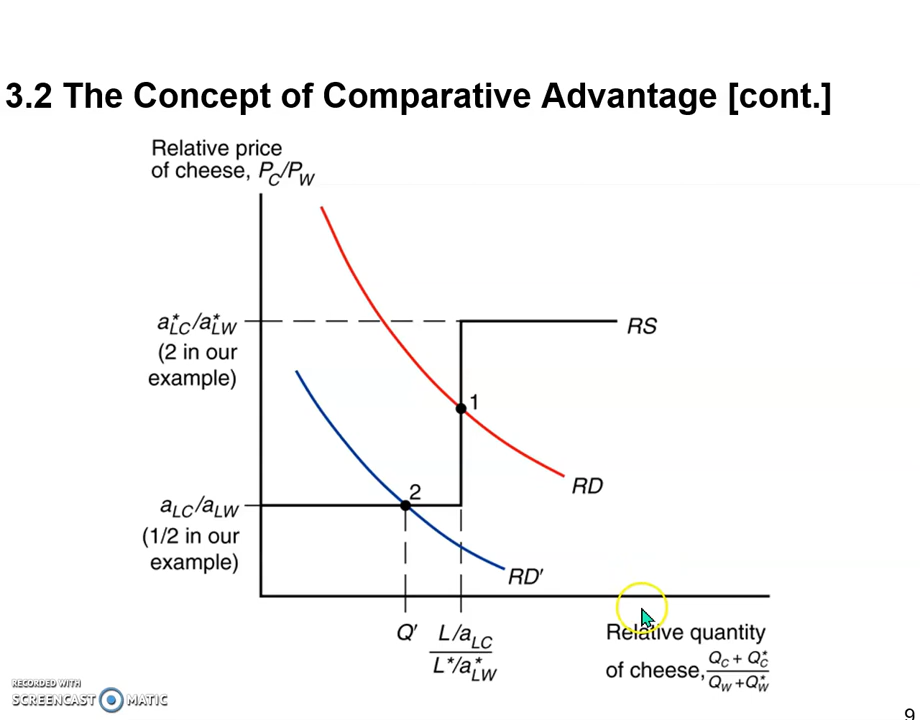 3.2 The Concept of Comparative Advantage [cont.]
Relative price
of cheese, P_C/P_W
a*_LC/a*_LW
(2 in our
example)
RS
1
RD
2
a_LC/a_LW
(1/2 in our
example)
RD'
Q'
L/a_LC
L*/a*_LW
Relative quantity
of cheese, Q_C + Q*_C
Q_W + Q*_W
RECORDED WITH
SCREENCAST MATIC
9